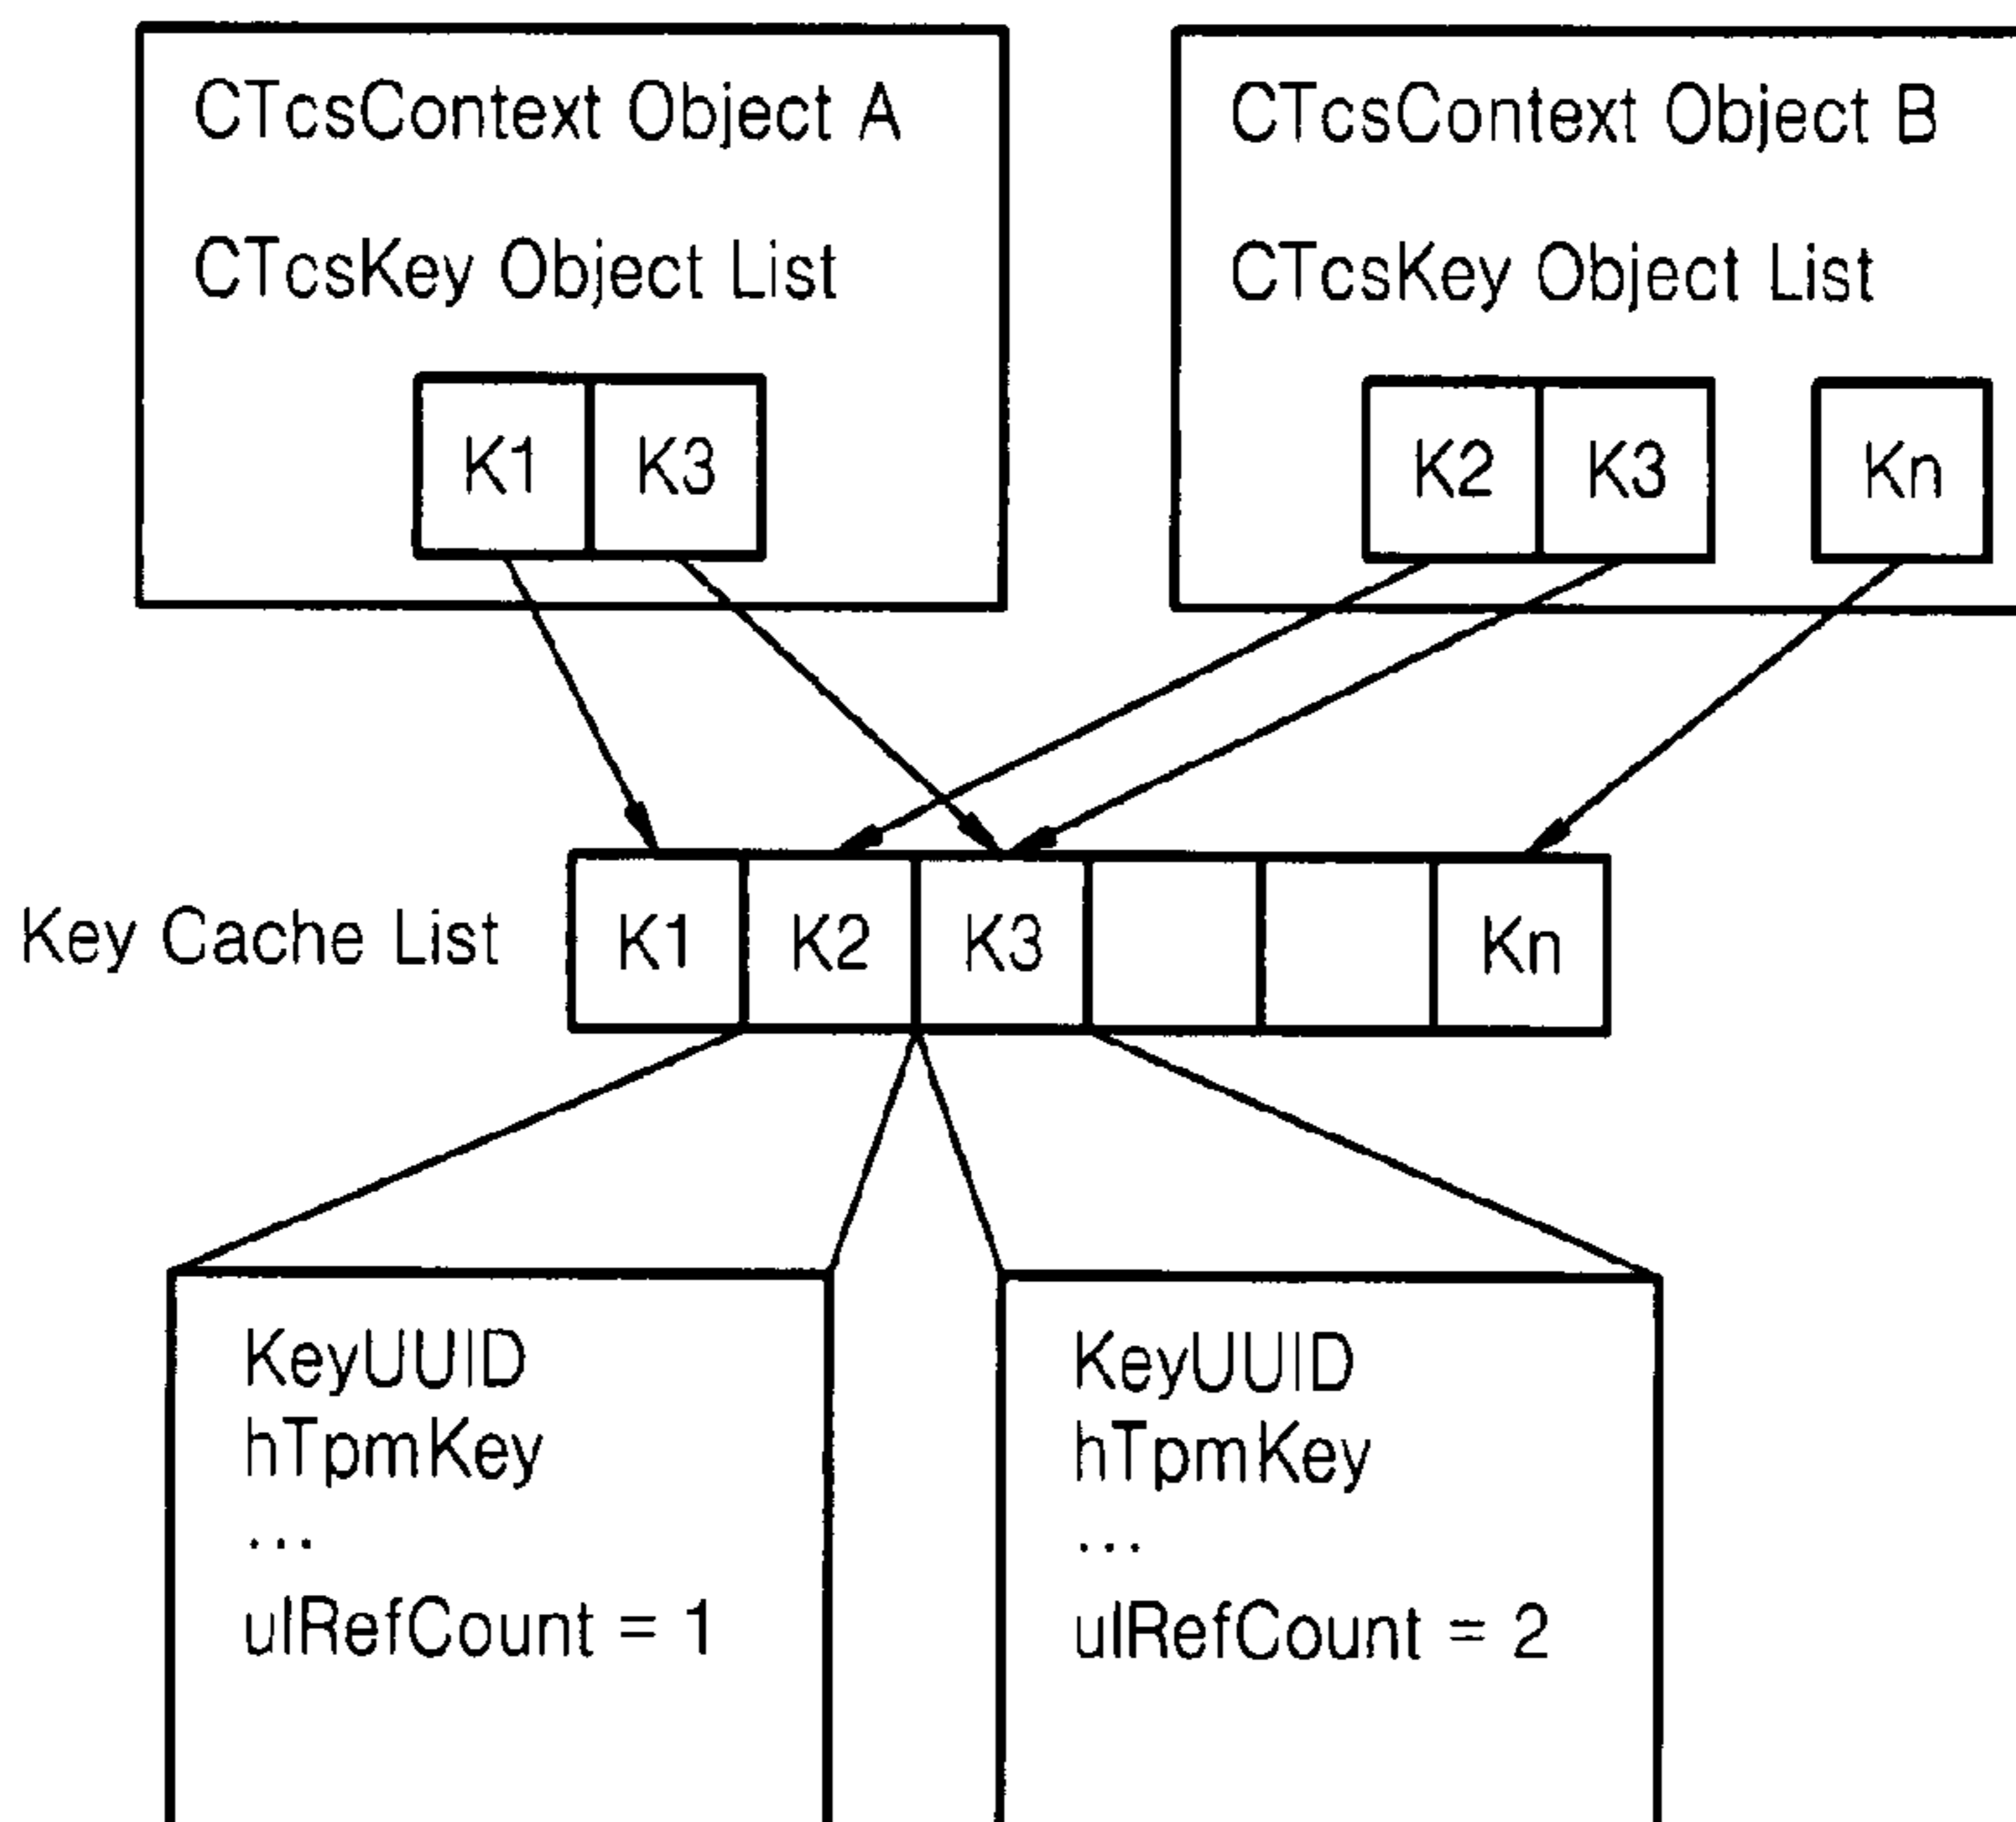 CTcsContext Object A
CTcsKey Object List
K1 K3
CTcsContext Object B
CTcsKey Object List
K2 K3 Kn
Key Cache List K1 K2 K3 Kn
KeyUUID
hTpmKey
...
ulRefCount = 1
KeyUUID
hTpmKey
...
ulRefCount = 2